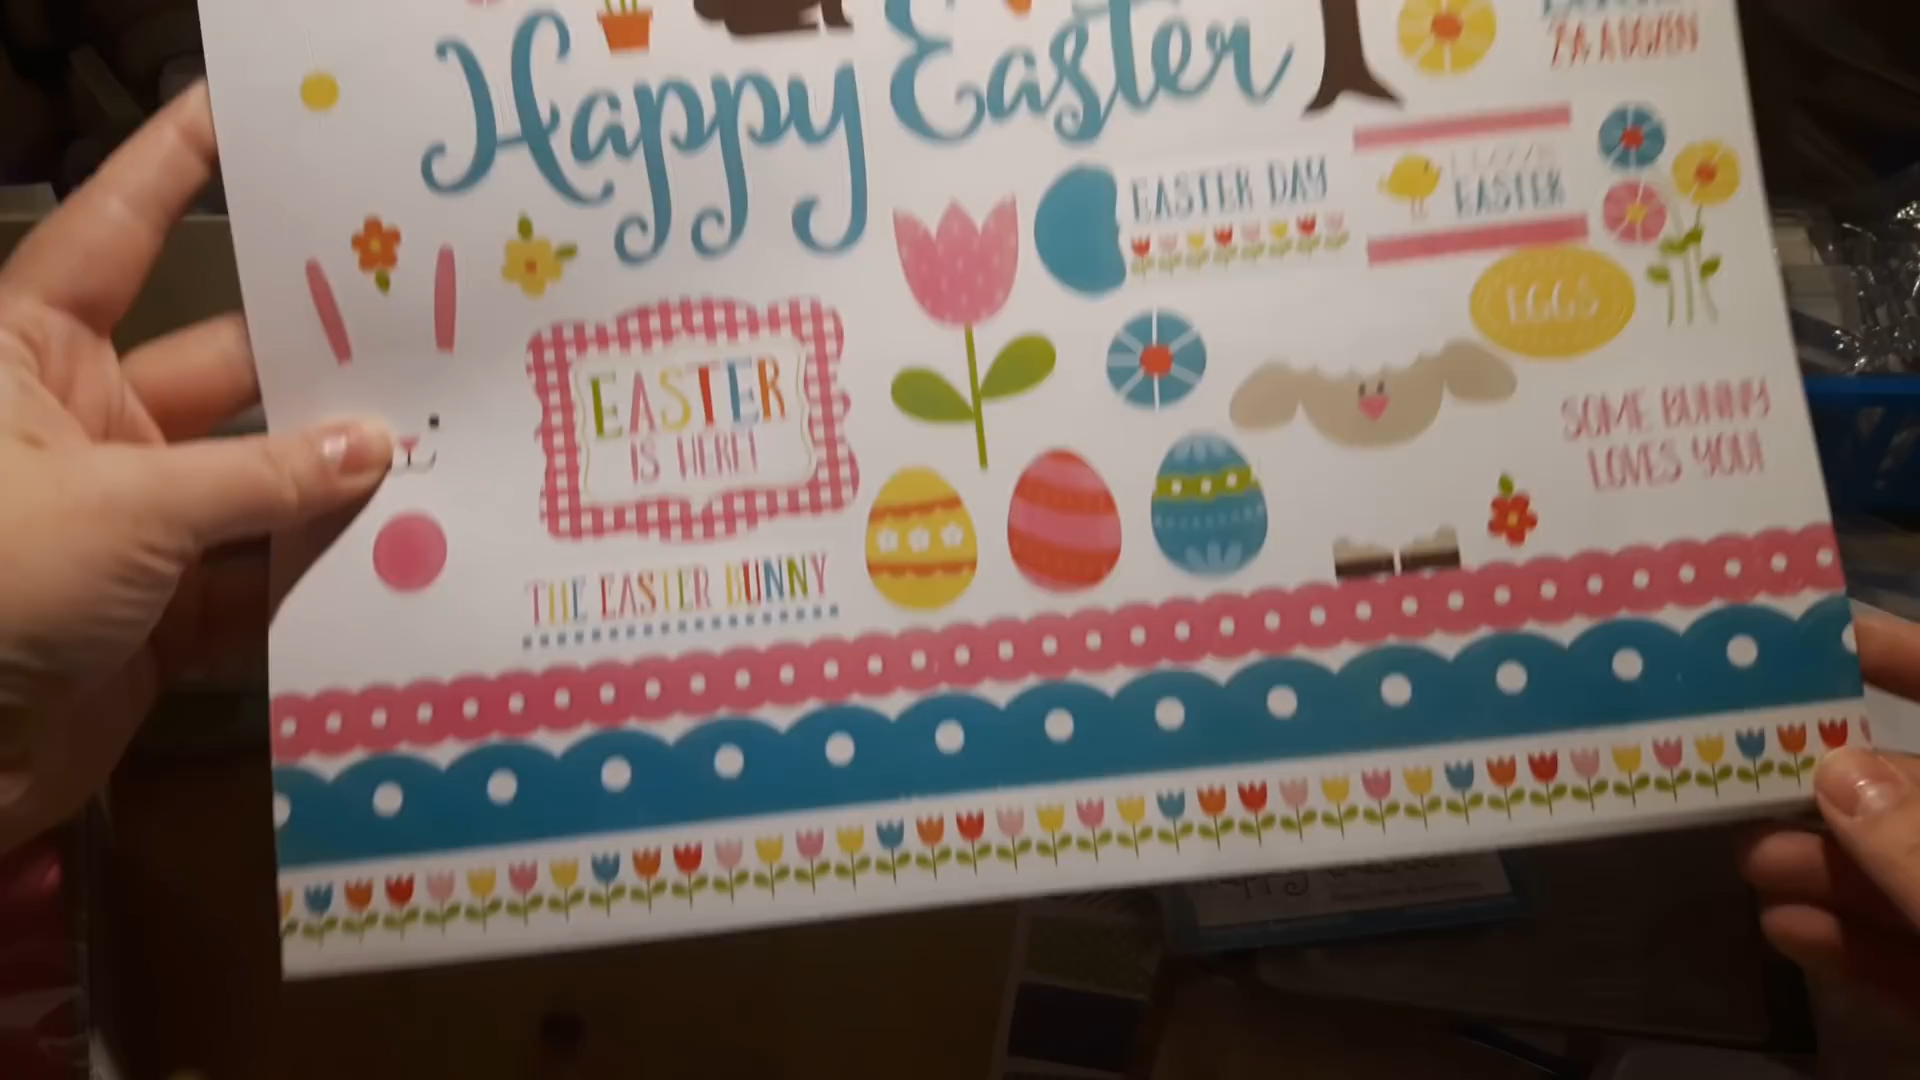 Happy Easter
EASTER DAY
EASTER
EGGS
EASTER
IS HERE!
SOME BUNNY
LOVES YOU!
THE EASTER BUNNY